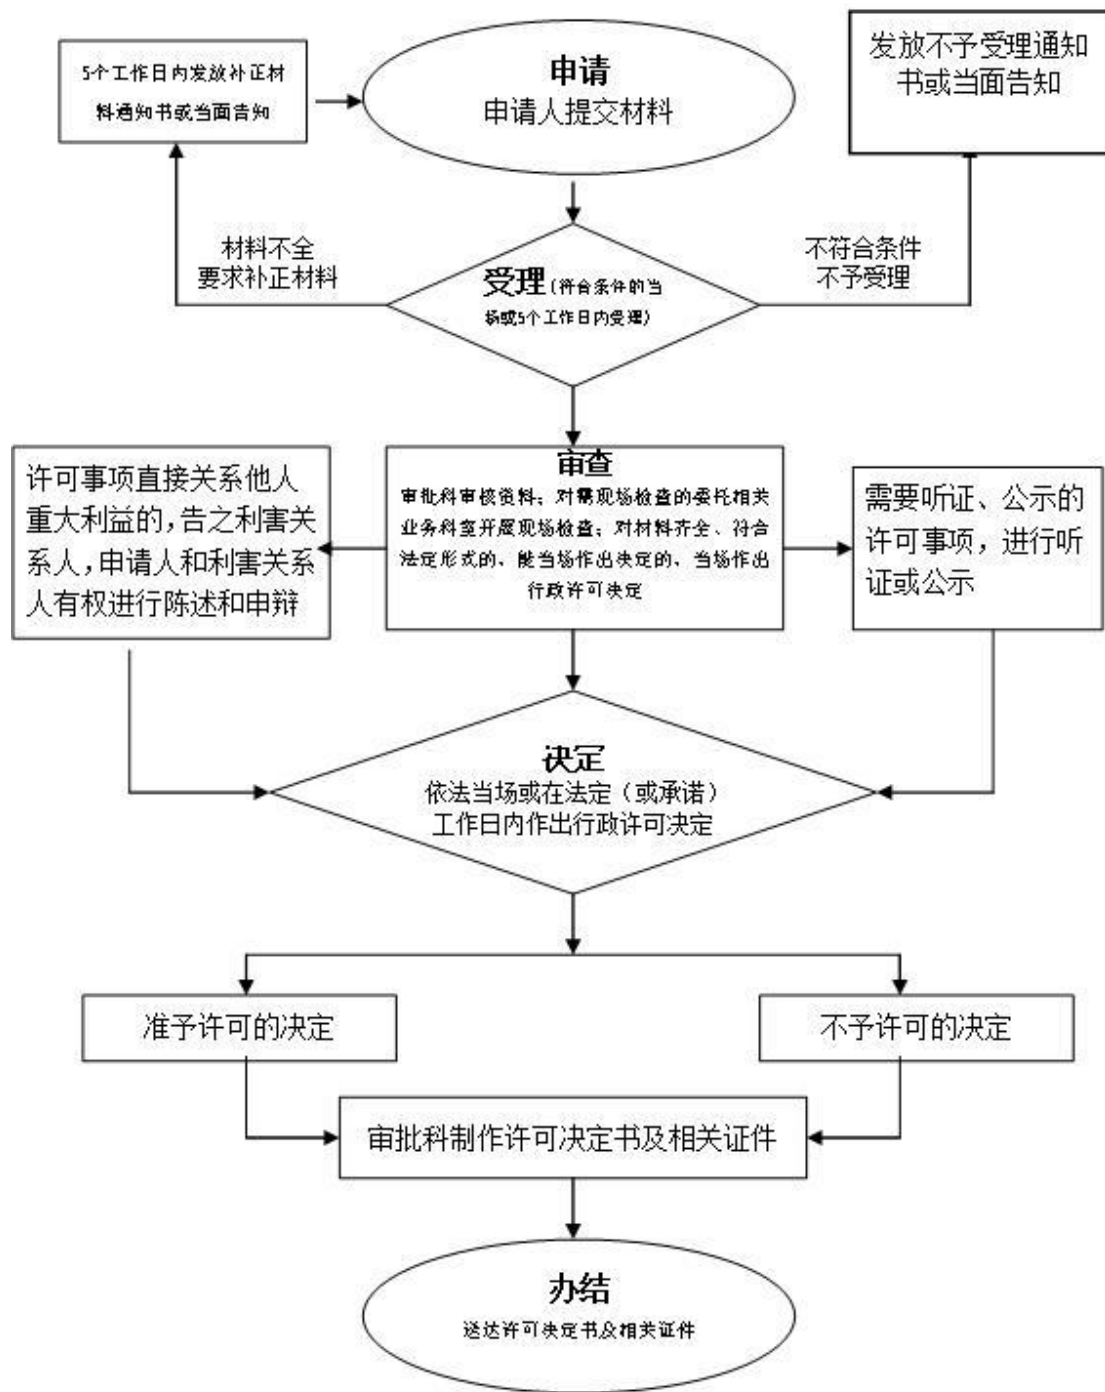 5个工作日内发放补正材
料通知书或当面告知
申请
申请人提交材料
发放不予受理通知
书或当面告知
材料不全
要求补正材料
受理(符合条件的当
场或5个工作日内受理)
不符合条件
不予受理
许可事项直接关系他人
重大利益的，告之利害关
系人，申请人和利害关系
人有权进行陈述和申辩
审查
审批科审核资料；对需现场检查的委托相关
业务科室开展现场检查；对材料齐全、符合
法定形式的、能当场作出决定的、当场作出
行政许可决定
需要听证、公示的
许可事项，进行听
证或公示
决定
依法当场或在法定（或承诺）
工作日内作出行政许可决定
准予许可的决定
不予许可的决定
审批科制作许可决定书及相关证件
办结
送达许可决定书及相关证件